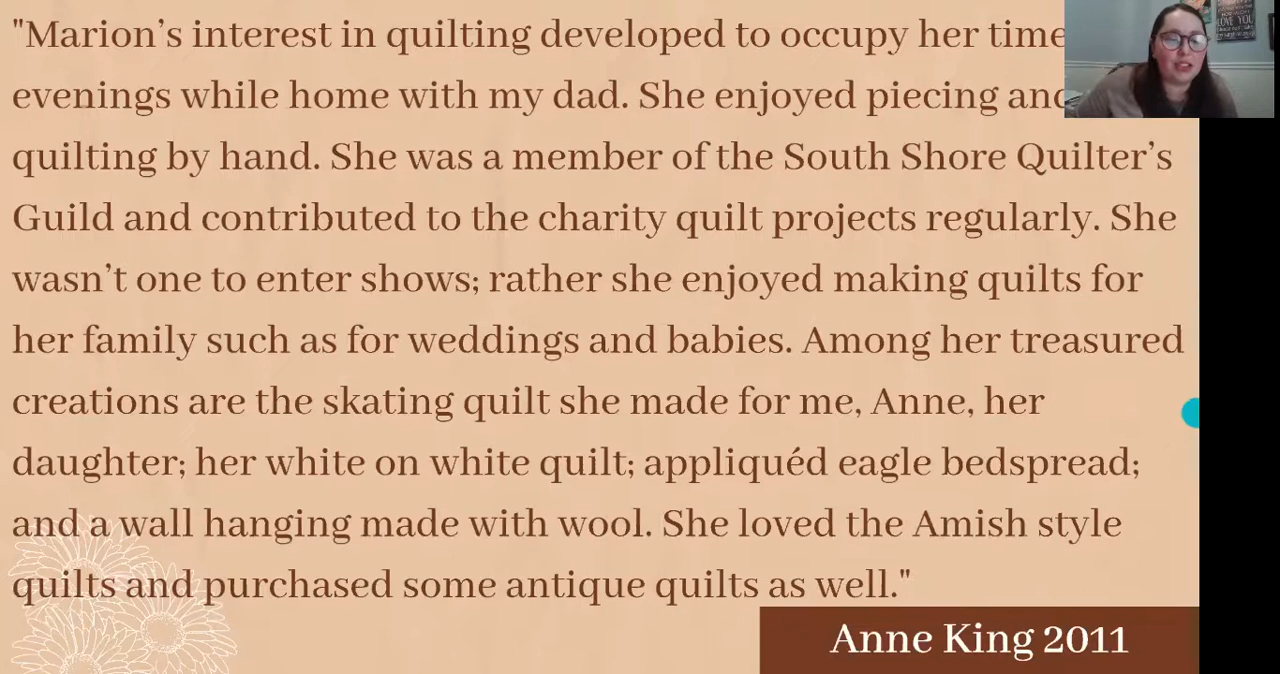 "Marion’s interest in quilting developed to occupy her time
evenings while home with my dad. She enjoyed piecing and
quilting by hand. She was a member of the South Shore Quilter’s
Guild and contributed to the charity quilt projects regularly. She
wasn’t one to enter shows; rather she enjoyed making quilts for
her family such as for weddings and babies. Among her treasured
creations are the skating quilt she made for me, Anne, her
daughter; her white on white quilt; appliquéd eagle bedspread;
and a wall hanging made with wool. She loved the Amish style
quilts and purchased some antique quilts as well."
Anne King 2011
LOVE YOU